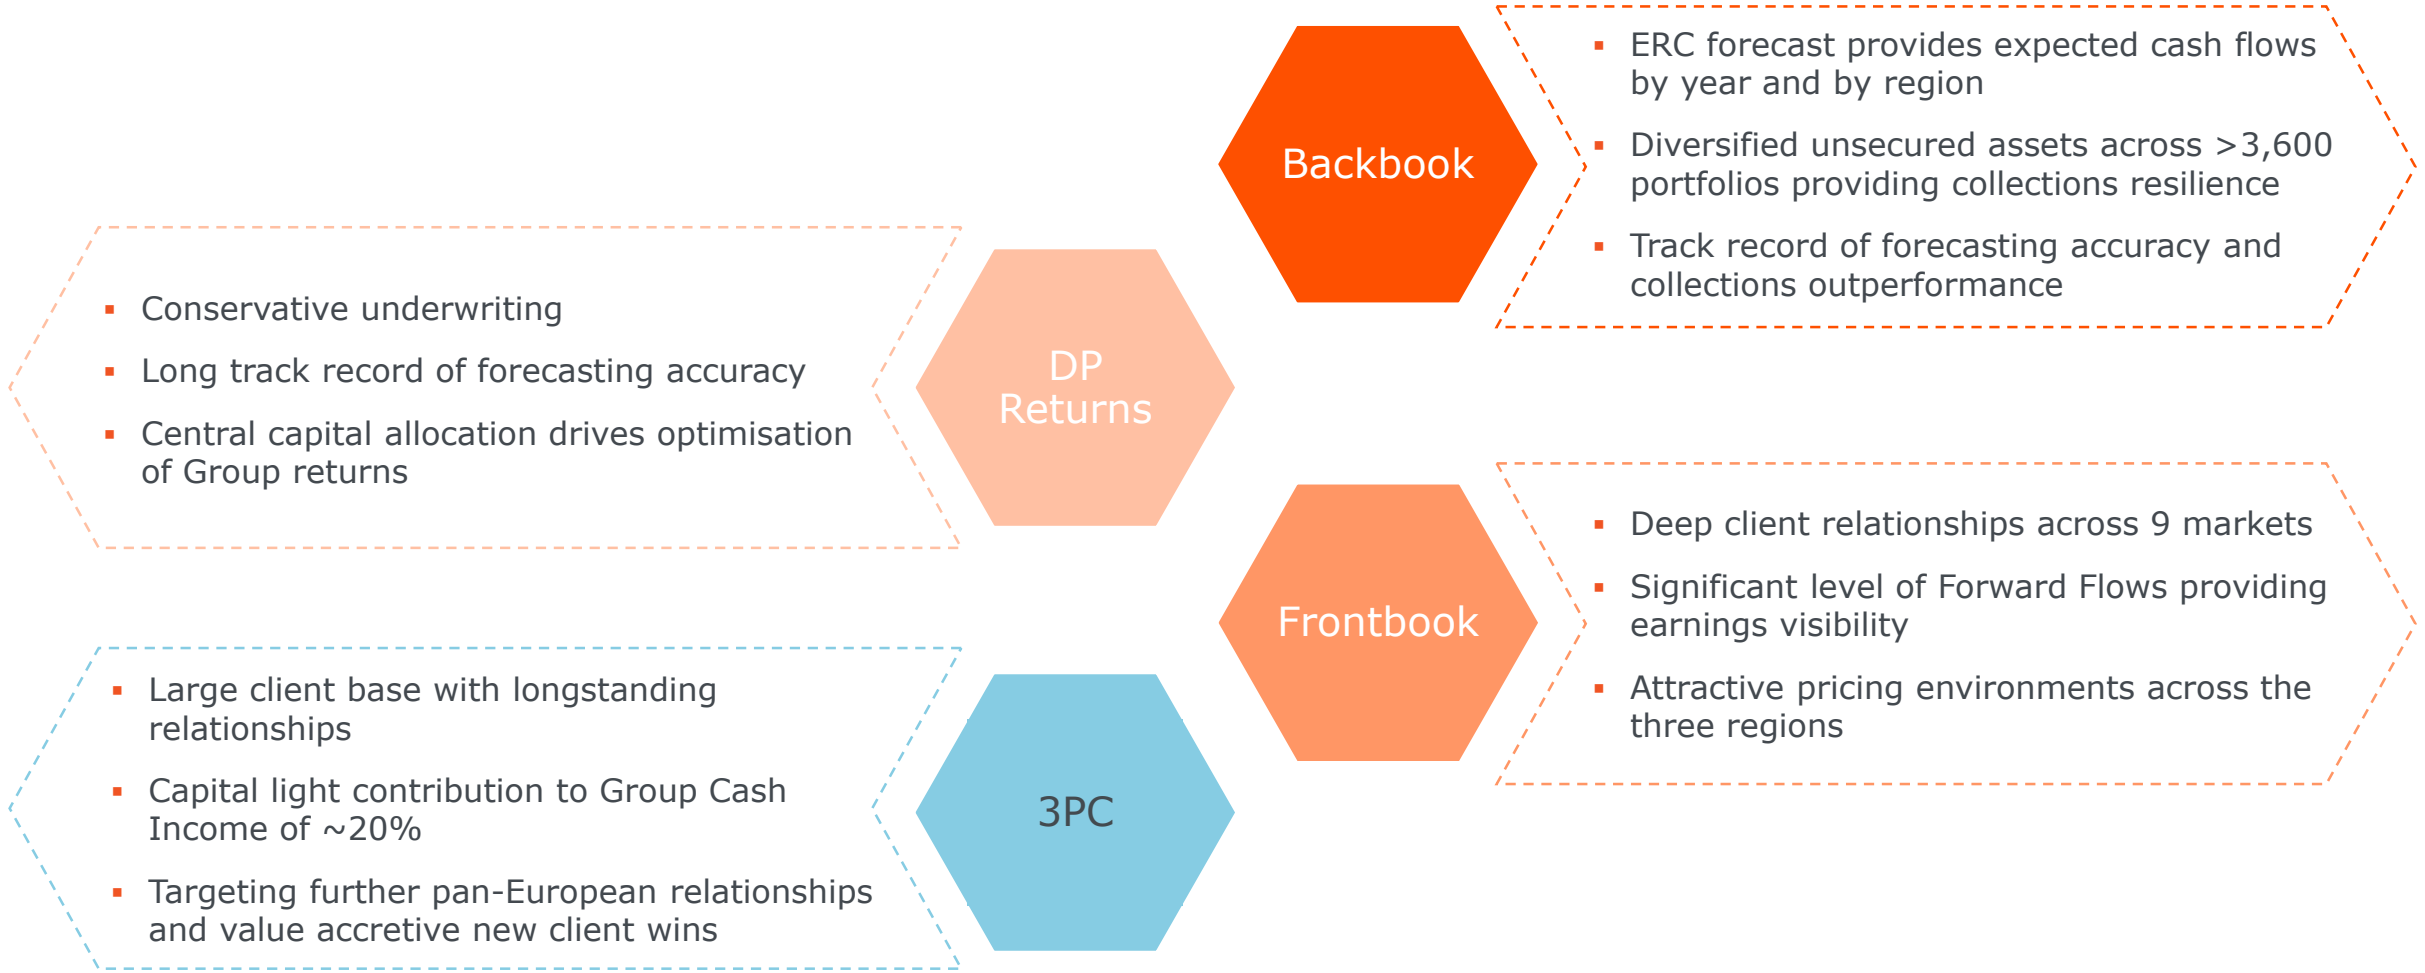 Backbook
▪ ERC forecast provides expected cash flows
by year and by region
▪ Diversified unsecured assets across >3,600
portfolios providing collections resilience
▪ Track record of forecasting accuracy and
collections outperformance
▪ Conservative underwriting
▪ Long track record of forecasting accuracy
▪ Central capital allocation drives optimisation
of Group returns
DP
Returns
Frontbook
▪ Deep client relationships across 9 markets
▪ Significant level of Forward Flows providing
earnings visibility
▪ Attractive pricing environments across the
three regions
▪ Large client base with longstanding
relationships
▪ Capital light contribution to Group Cash
Income of ~20%
▪ Targeting further pan-European relationships
and value accretive new client wins
3PC